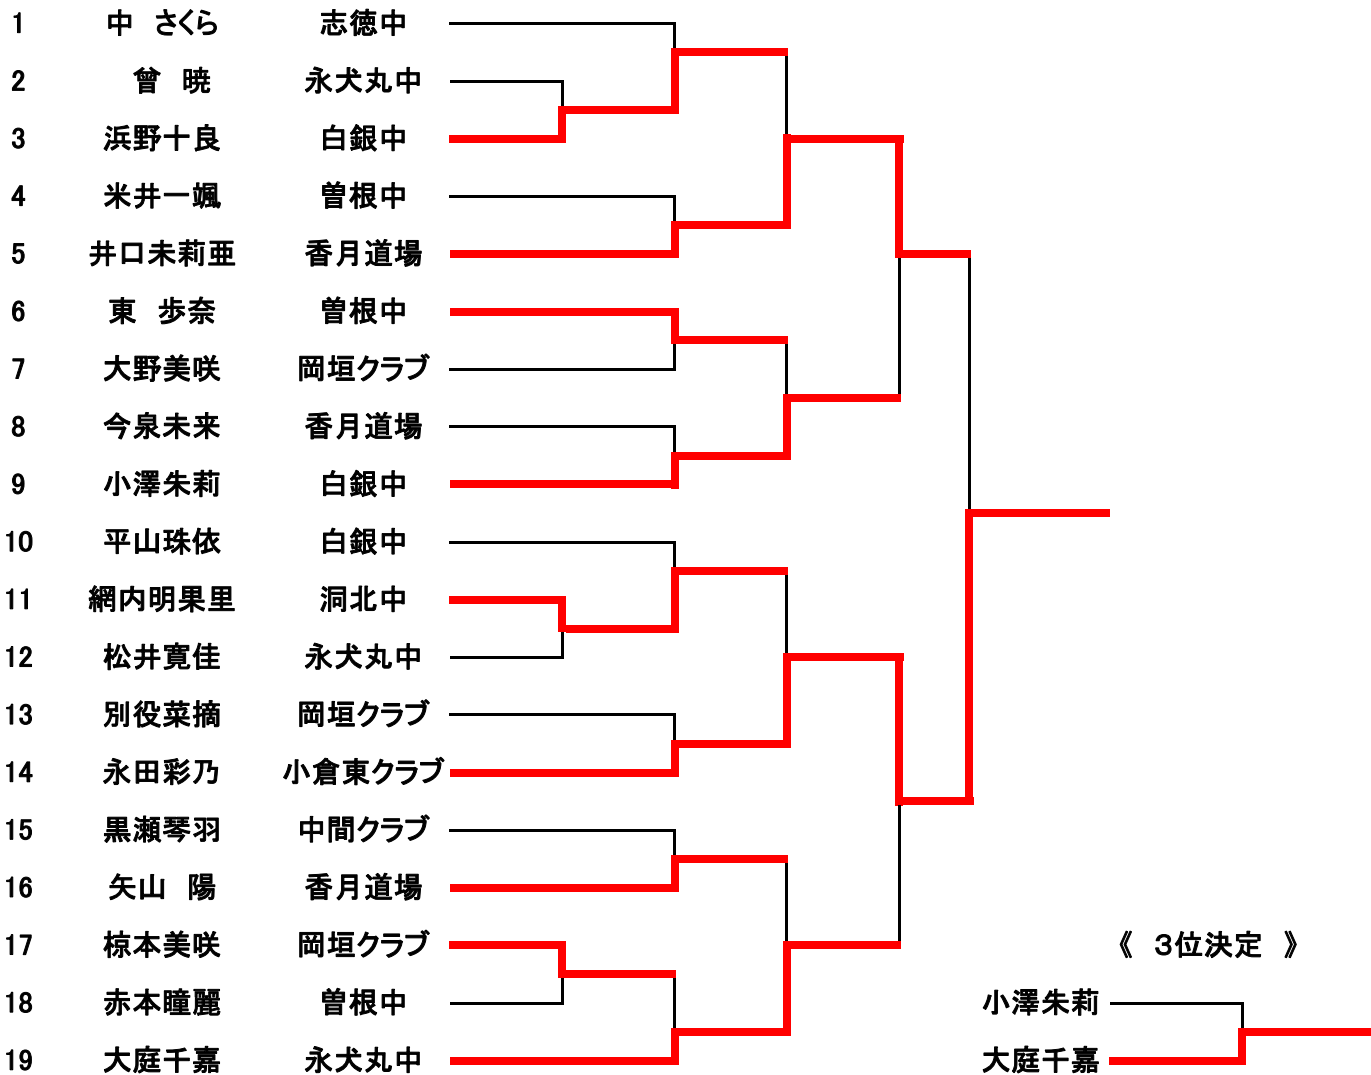 1 中 さくら 志徳中
2 曾 暁 永犬丸中
3 浜野十良 白銀中
4 米井一颯 曽根中
5 井口未莉亜 香月道場
6 東 歩奈 曽根中
7 大野美咲 岡垣クラブ
8 今泉未来 香月道場
9 小澤朱莉 白銀中
10 平山珠依 白銀中
11 網内明果里 洞北中
12 松井寛佳 永犬丸中
13 別役菜摘 岡垣クラブ
14 永田彩乃 小倉東クラブ
15 黒瀬琴羽 中間クラブ
16 矢山 陽 香月道場
17 椋本美咲 岡垣クラブ
18 赤本瞳麗 曽根中
19 大庭千嘉 永犬丸中
《 3位決定 》
小澤朱莉
大庭千嘉